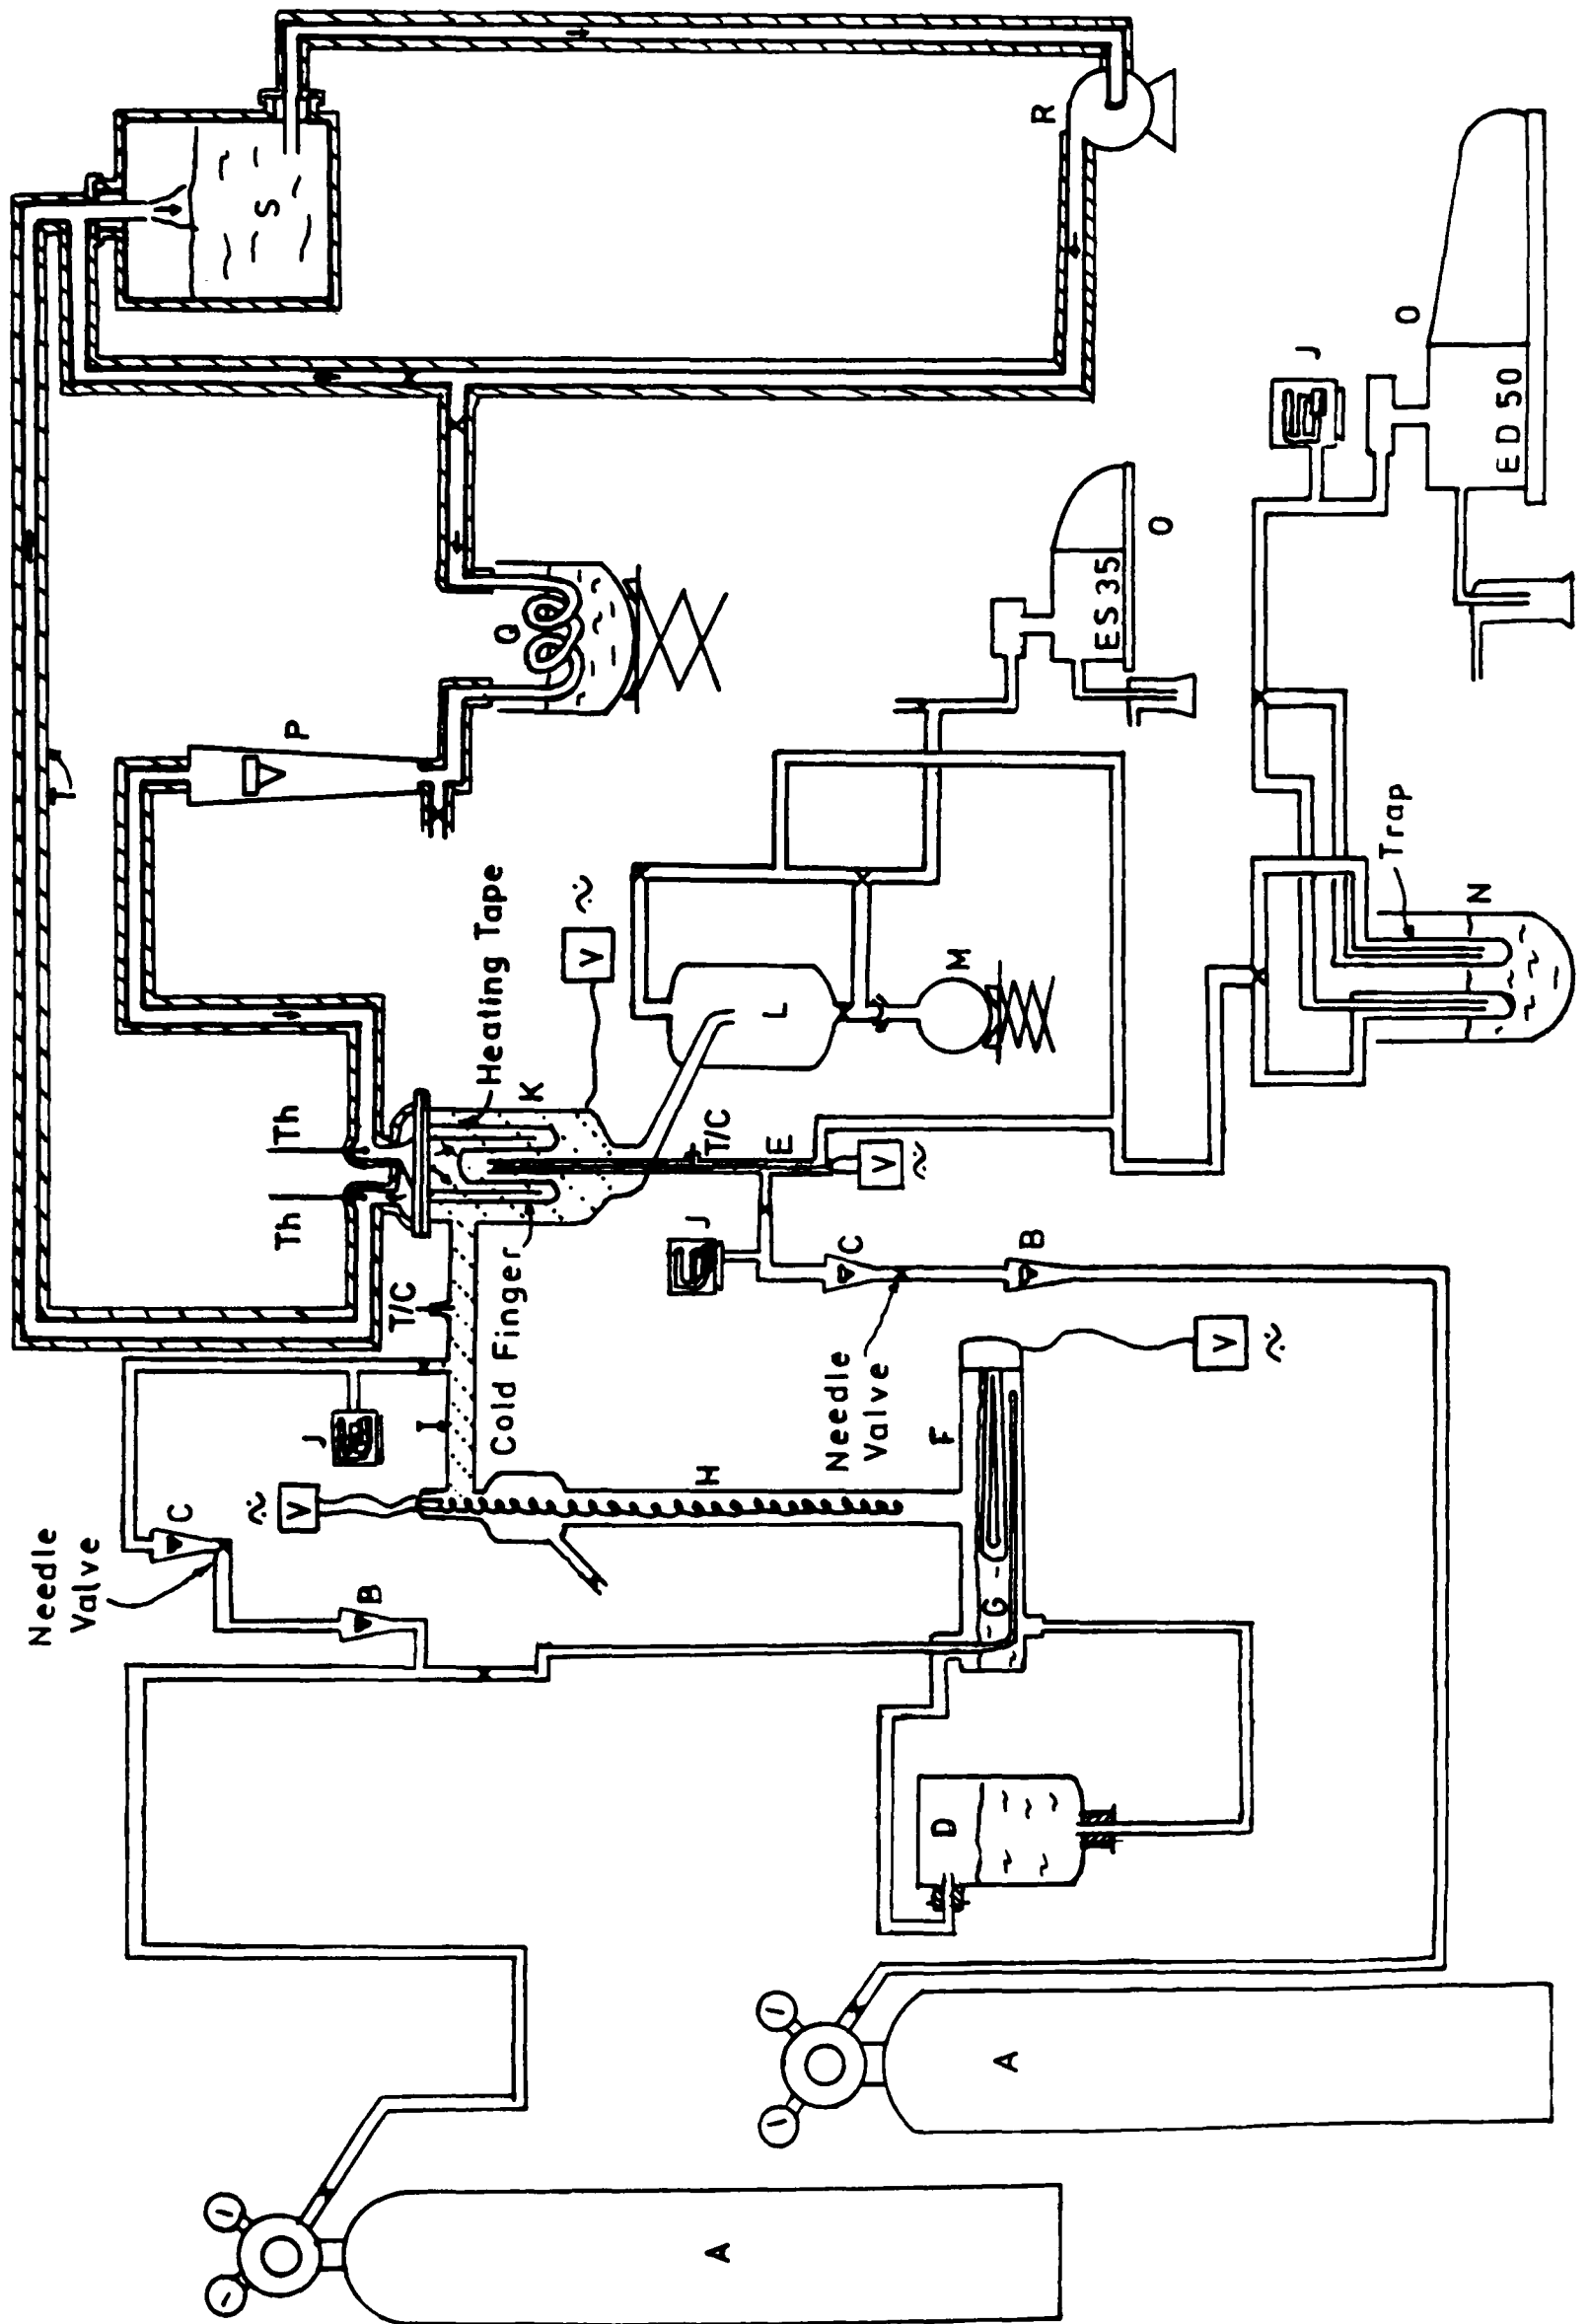 Needle
Valve
C
B
V
J
I
T/C
Th
Th
S
P
Q
Cold Finger
Heating Tape
K
V
H
A
J
L
T/C
E
V
M
Needle
Valve
C
B
F
G
D
R
ES 35
O
V
A
J
O
Trap
N
ED 50